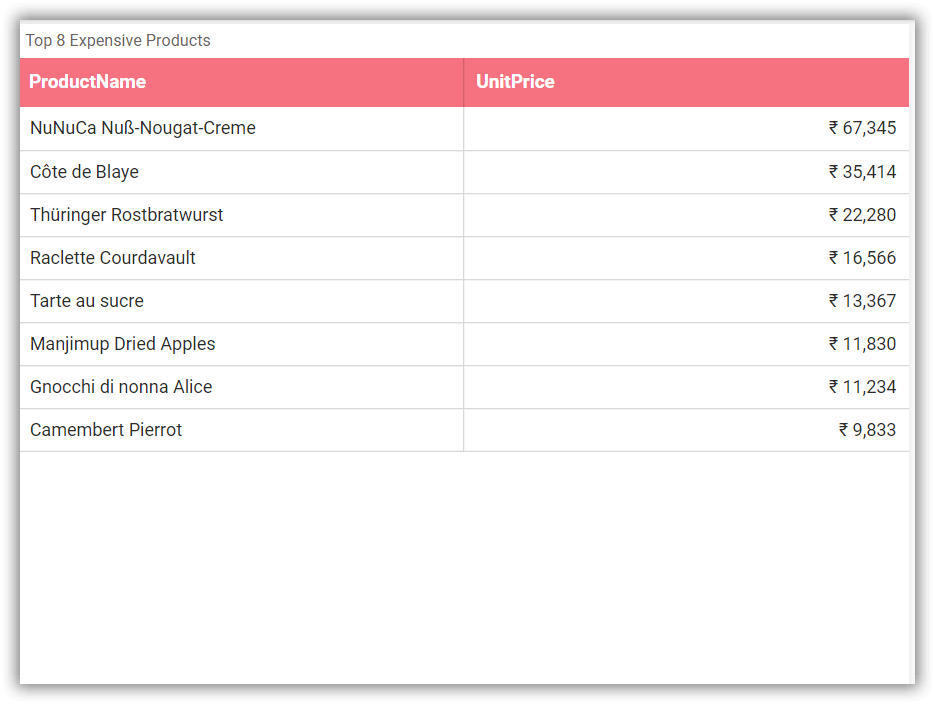 Top 8 Expensive Products
ProductName UnitPrice
NuNuCa Nuß-Nougat-Creme ₹ 67,345
Côte de Blaye ₹ 35,414
Thüringer Rostbratwurst ₹ 22,280
Raclette Courdavault ₹ 16,566
Tarte au sucre ₹ 13,367
Manjimup Dried Apples ₹ 11,830
Gnocchi di nonna Alice ₹ 11,234
Camembert Pierrot ₹ 9,833